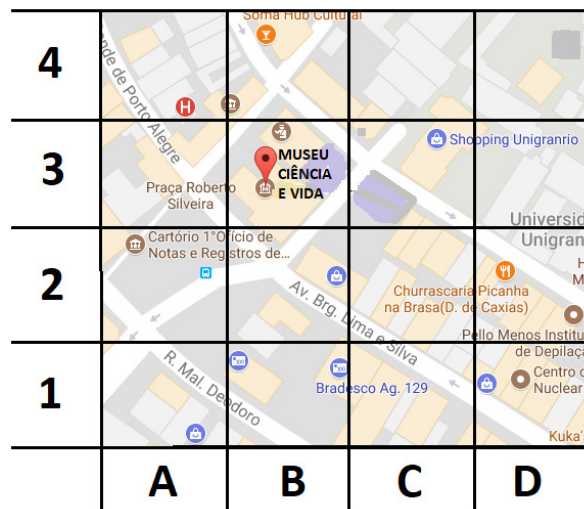 4
Soma Hub Cultural
ande de Porto Alegre
H
3
MUSEU
CIÊNCIA
E VIDA
Shopping Unigranrio
Praça Roberto
Silveira
Universid
Unigran
Cartório 1°Ofício de
Notas e Registros de...
2
Churrascaria Picanha
na Brasa(D. de Caxias)
H
M
Av. Brg. Lima e Silva
Pello Menos Institu
de Depilaç
1
R. Mal. Deodoro
Bradesco Ag. 129
Centro d
Nuclear
Kuka'
A
B
C
D